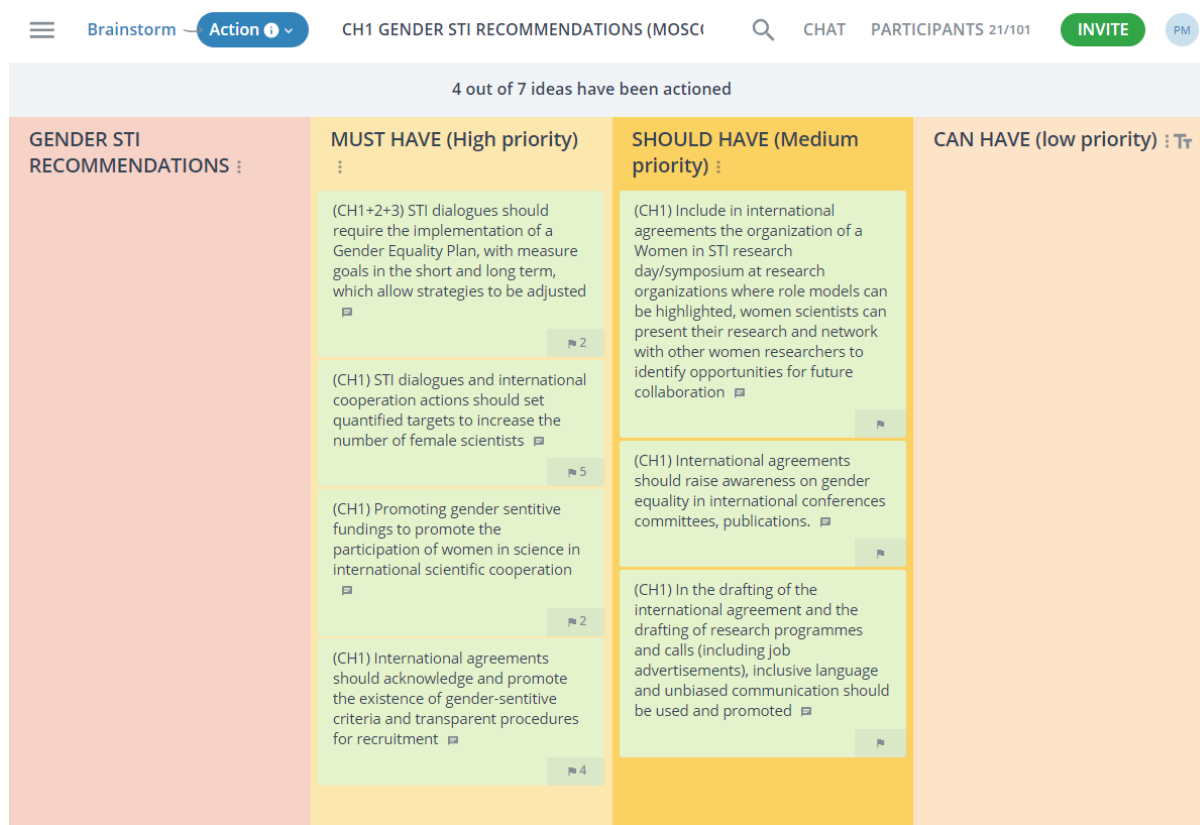 Brainstorm Action CH1 GENDER STI RECOMMENDATIONS (MOSC CHAT PARTICIPANTS 21/101 INVITE PM
4 out of 7 ideas have been actioned
GENDER STI
RECOMMENDATIONS
MUST HAVE (High priority)
(CH1+2+3) STI dialogues should
require the implementation of a
Gender Equality Plan, with measure
goals in the short and long term,
which allow strategies to be adjusted
2
(CH1) STI dialogues and international
cooperation actions should set
quantified targets to increase the
number of female scientists
5
(CH1) Promoting gender sentitive
fundings to promote the
participation of women in science in
international scientific cooperation
2
(CH1) International agreements
should acknowledge and promote
the existence of gender-sentitive
criteria and transparent procedures
for recruitment
4
SHOULD HAVE (Medium
priority)
(CH1) Include in international
agreements the organization of a
Women in STI research
day/symposium at research
organizations where role models can
be highlighted, women scientists can
present their research and network
with other women researchers to
identify opportunities for future
collaboration
(CH1) International agreements
should raise awareness on gender
equality in international conferences
committees, publications.
(CH1) In the drafting of the
international agreement and the
drafting of research programmes
and calls (including job
advertisements), inclusive language
and unbiased communication should
be used and promoted
CAN HAVE (low priority) Tт